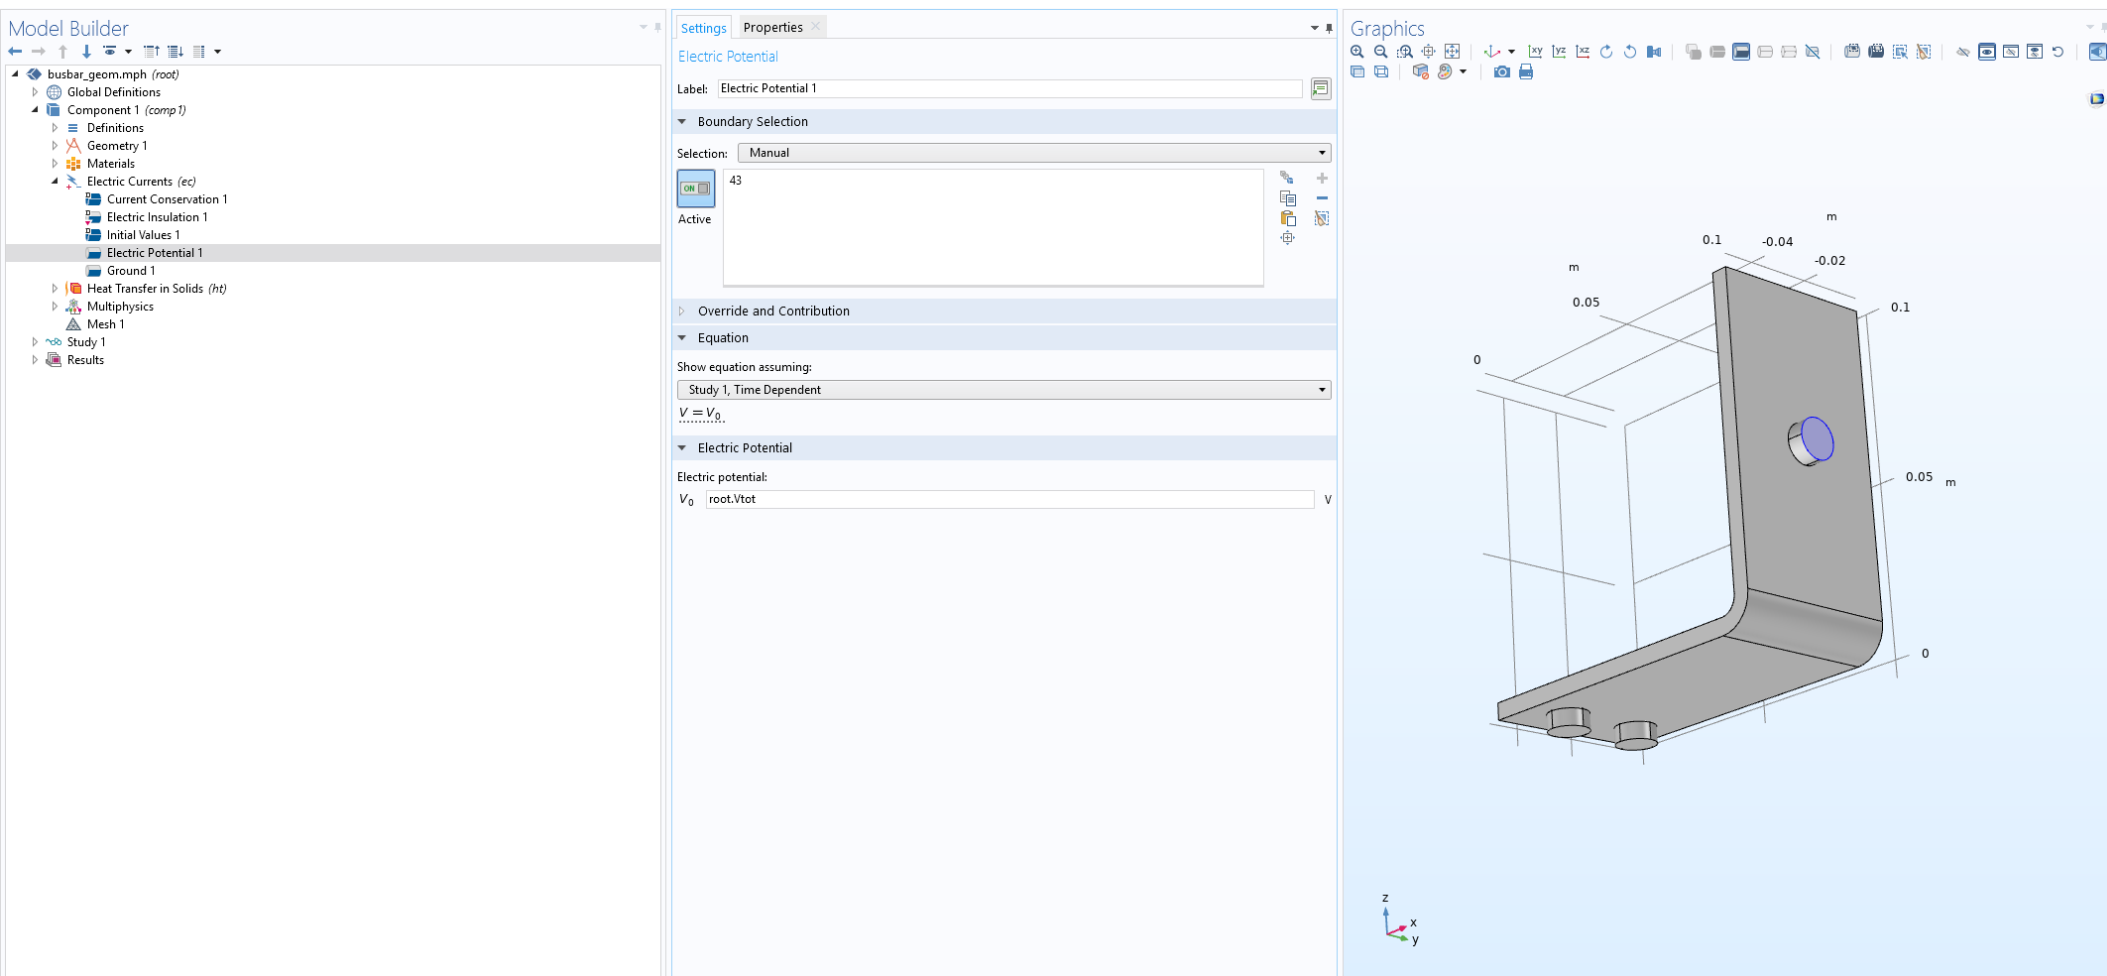 Model Builder
busbar_geom.mph (root)
Global Definitions
Component 1 (comp1)
Definitions
Geometry 1
Materials
Electric Currents (ec)
Current Conservation 1
Electric Insulation 1
Initial Values 1
Electric Potential 1
Ground 1
Heat Transfer in Solids (ht)
Multiphysics
Mesh 1
Study 1
Results
Settings Properties
Electric Potential
Label: Electric Potential 1
Boundary Selection
Selection: Manual
ON
Active
43
Override and Contribution
Equation
Show equation assuming:
Study 1, Time Dependent
V = V₀
Electric Potential
Electric potential:
V₀ root.Vtot V
Graphics
xy yz xz
m
0.1 -0.04
-0.02
m
0.05
0.1
0
0.05 m
0
z
x
y